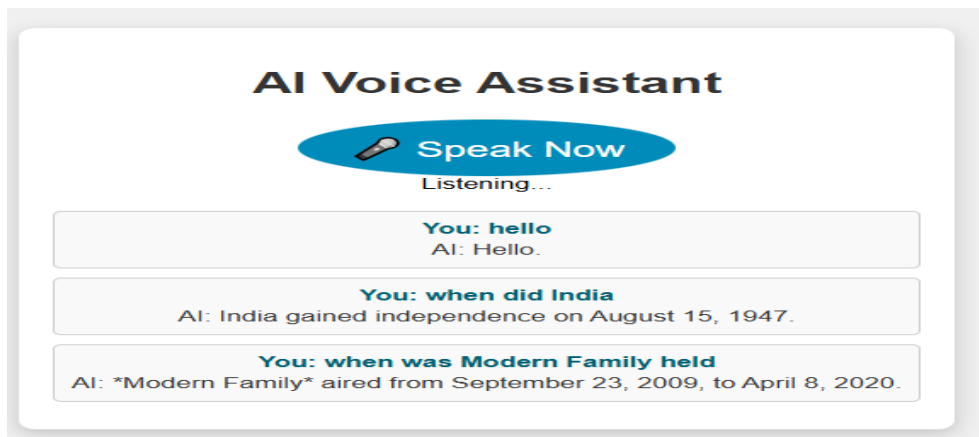 AI Voice Assistant
🎤 Speak Now
Listening...
You: hello
AI: Hello.
You: when did India
AI: India gained independence on August 15, 1947.
You: when was Modern Family held
AI: *Modern Family* aired from September 23, 2009, to April 8, 2020.